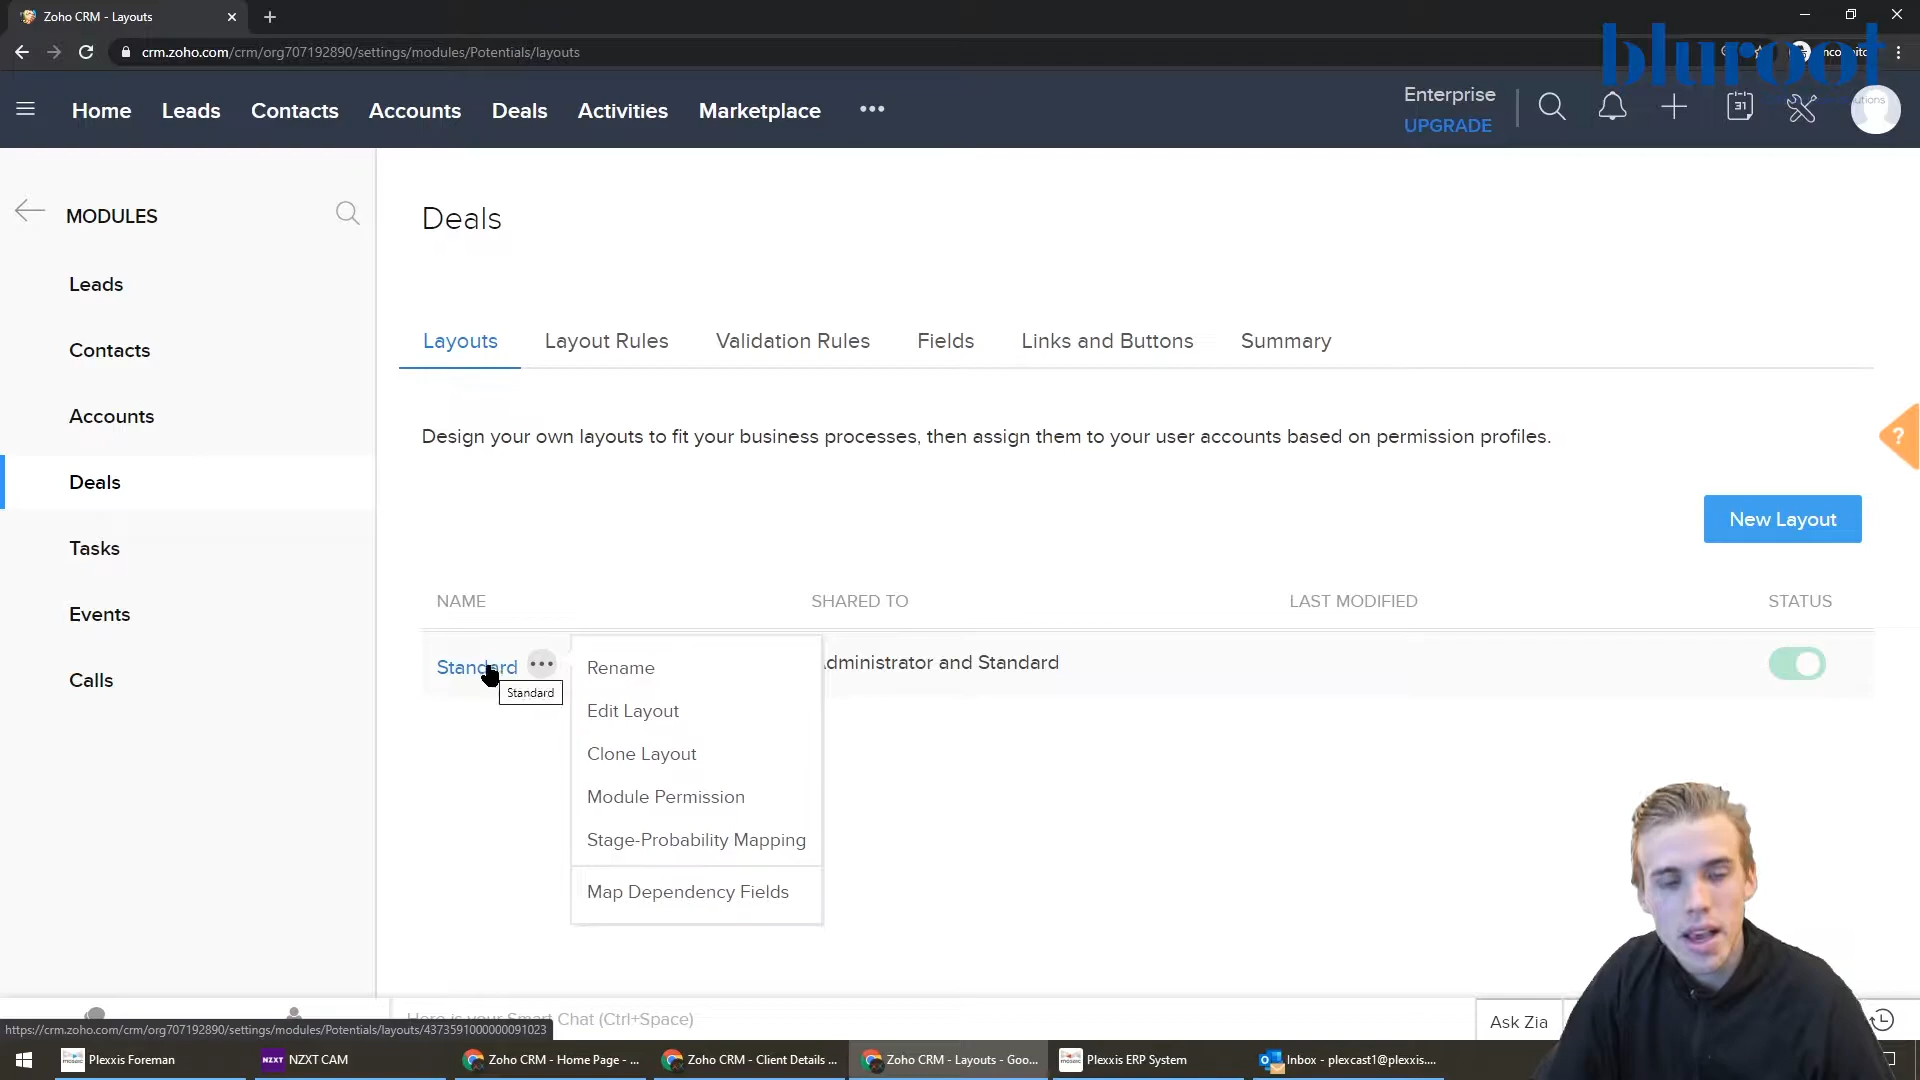 Zoho CRM - Layouts
crm.zoho.com/crm/org707192890/settings/modules/Potentials/layouts
bluroot
Home Leads Contacts Accounts Deals Activities Marketplace
Enterprise
UPGRADE
31
MODULES
Leads
Contacts
Accounts
Deals
Tasks
Events
Calls
Deals
Layouts Layout Rules Validation Rules Fields Links and Buttons Summary
Design your own layouts to fit your business processes, then assign them to your user accounts based on permission profiles.
?
New Layout
NAME SHARED TO LAST MODIFIED STATUS
Standard ••• dministrator and Standard
Standard
Rename
Edit Layout
Clone Layout
Module Permission
Stage-Probability Mapping
Map Dependency Fields
Here is your Smart Chat (Ctrl+Space)
Ask Zia
https://crm.zoho.com/crm/org707192890/settings/modules/Potentials/layouts/4373591000000091023
Plexxis Foreman NZXT CAM Zoho CRM - Home Page - ... Zoho CRM - Client Details ... Zoho CRM - Layouts - Goo... Plexxis ERP System Inbox - plexcast1@plexxis....